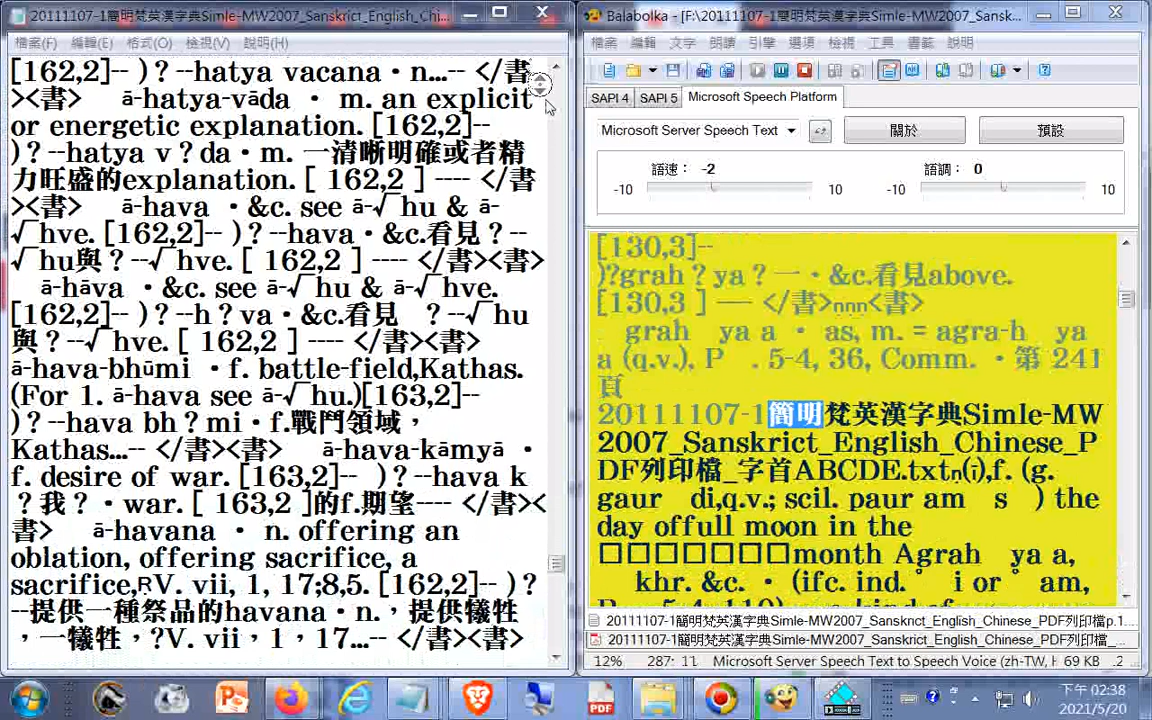 20111107-1簡明梵英漢字典Simle-MW2007_Sanskrict_English_Chi...
檔案(F) 編輯(E) 格式(O) 檢視(V) 說明(H)
[162,2]-- )? --hatya vacana‧n...-- </書
><書> ā-hatya-vāda ‧ m. an explicit
or energetic explanation. [162,2]--
)? --hatya v ? da‧m. 一清晰明確或者精
力旺盛的explanation. [ 162,2 ] ---- </書
><書> ā-hava ‧&c. see ā-√hu & ā-
√hve. [162,2]-- )? --hava‧&c.看見 ? --
√hu與 ? --√hve. [ 162,2 ] ---- </書><書>
ā-hāva ‧&c. see ā-√hu & ā-√hve.
[162,2]-- )? --h ? va‧&c.看見 ? --√hu
與 ? --√hve. [ 162,2 ] ---- </書><書>
ā-hava-bhūmi ‧f. battle-field,Kathas.
(For 1. ā-hava see ā-√hu.)[163,2]--
)? --hava bh ? mi‧f.戰鬥領域，
Kathas...-- </書><書> ā-hava-kāmyā ‧
f. desire of war. [163,2]-- )? --hava k
? 我 ? ‧war. [ 163,2 ]的f.期望---- </書><
書> ā-havana ‧ n. offering an
oblation, offering sacrifice, a
sacrifice,RV. vii, 1, 17;8,5. [162,2]-- )?
--提供一種祭品的havana‧n.，提供犧牲
，一犧牲，?V. vii，1，17...-- </書><書>
Balabolka - [F:\20111107-1簡明梵英漢字典Simle-MW2007_Sansk...
檔案 編輯 文字 朗讀 引擎 選項 檢視 工具 書籤 說明
SAPI 4 SAPI 5 Microsoft Speech Platform
Microsoft Server Speech Text 關於 預設
語速： -2 語調： 0
-10 10 -10 10
[130,3]--
)?grah ? ya ? 一‧&c.看見above.
[130,3 ] ---- </書>nnn<書>
grah ya a ‧ as, m. = agra-h ya
a (q.v.), P . 5-4, 36, Comm. ‧第 241
頁
20111107-1簡明梵英漢字典Simle-MW
2007_Sanskrict_English_Chinese_P
DF列印檔_字首ABCDE.txtn(i),f. (g.
gaur di,q.v.; scil. paur am s ) the
day offull moon in the
□□□□□□□month Agrah ya a,
khr. &c. ‧ (ifc. ind. ° i or ° am,
20111107-1簡明梵英漢字典Simle-MW2007_Sanskrict_English_Chinese_PDF列印檔p.1...
20111107-1簡明梵英漢字典Simle-MW2007_Sanskrict_English_Chinese_PDF列印檔_...
12% 287: 11 Microsoft Server Speech Text to Speech Voice (zh-TW, H 69 KB ..2
下午 02:38
2021/5/20